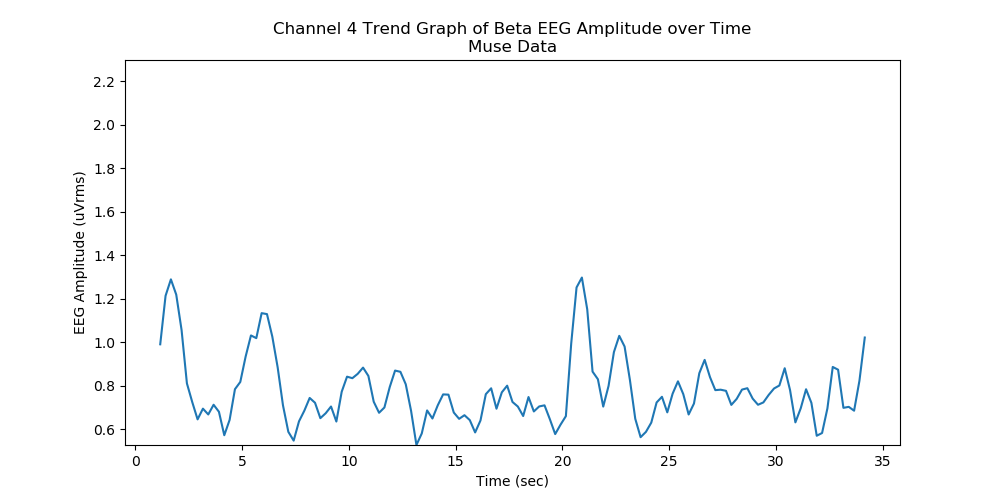 Channel 4 Trend Graph of Beta EEG Amplitude over Time
Muse Data
EEG Amplitude (uVrms)
2.2
2.0
1.8
1.6
1.4
1.2
1.0
0.8
0.6
0 5 10 15 20 25 30 35
Time (sec)